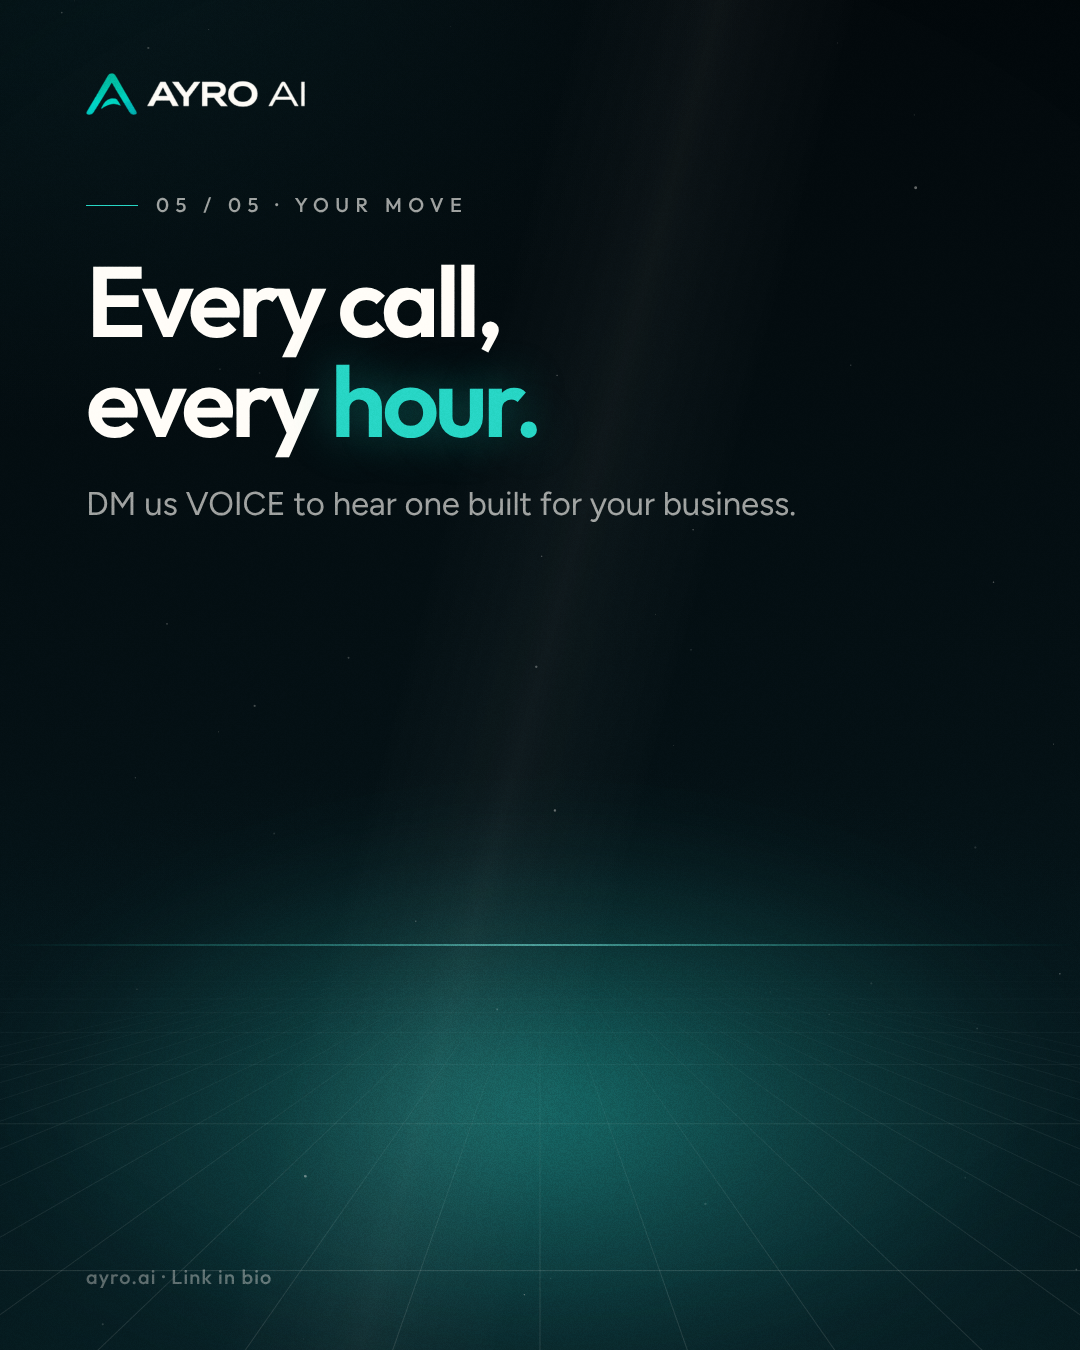 AYRO AI
05 / 05 · YOUR MOVE
Every call,
every hour.
DM us VOICE to hear one built for your business.
ayro.ai · Link in bio